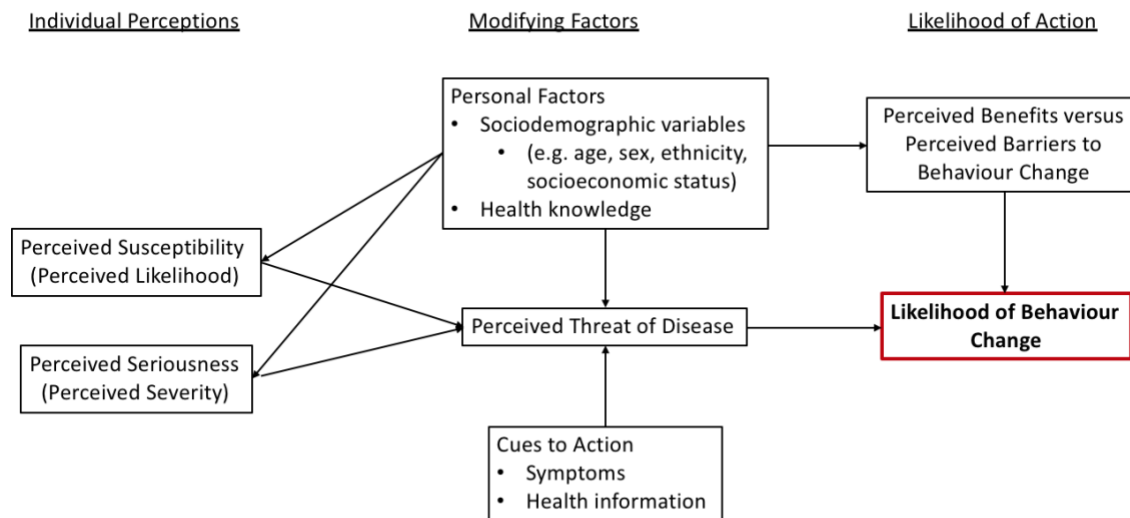 Individual Perceptions
Modifying Factors
Likelihood of Action
Personal Factors
• Sociodemographic variables
• (e.g. age, sex, ethnicity,
socioeconomic status)
• Health knowledge
Perceived Benefits versus
Perceived Barriers to
Behaviour Change
Perceived Susceptibility
(Perceived Likelihood)
Perceived Threat of Disease
Likelihood of Behaviour
Change
Perceived Seriousness
(Perceived Severity)
Cues to Action
• Symptoms
• Health information